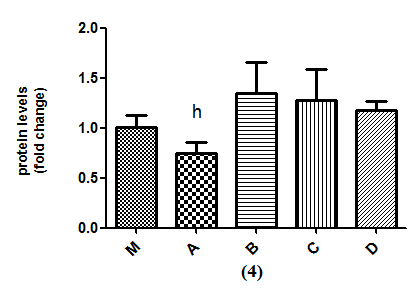 protein levels
(fold change)
2.0
1.5
1.0
0.5
0.0
h
M
A
B
C
D
(4)